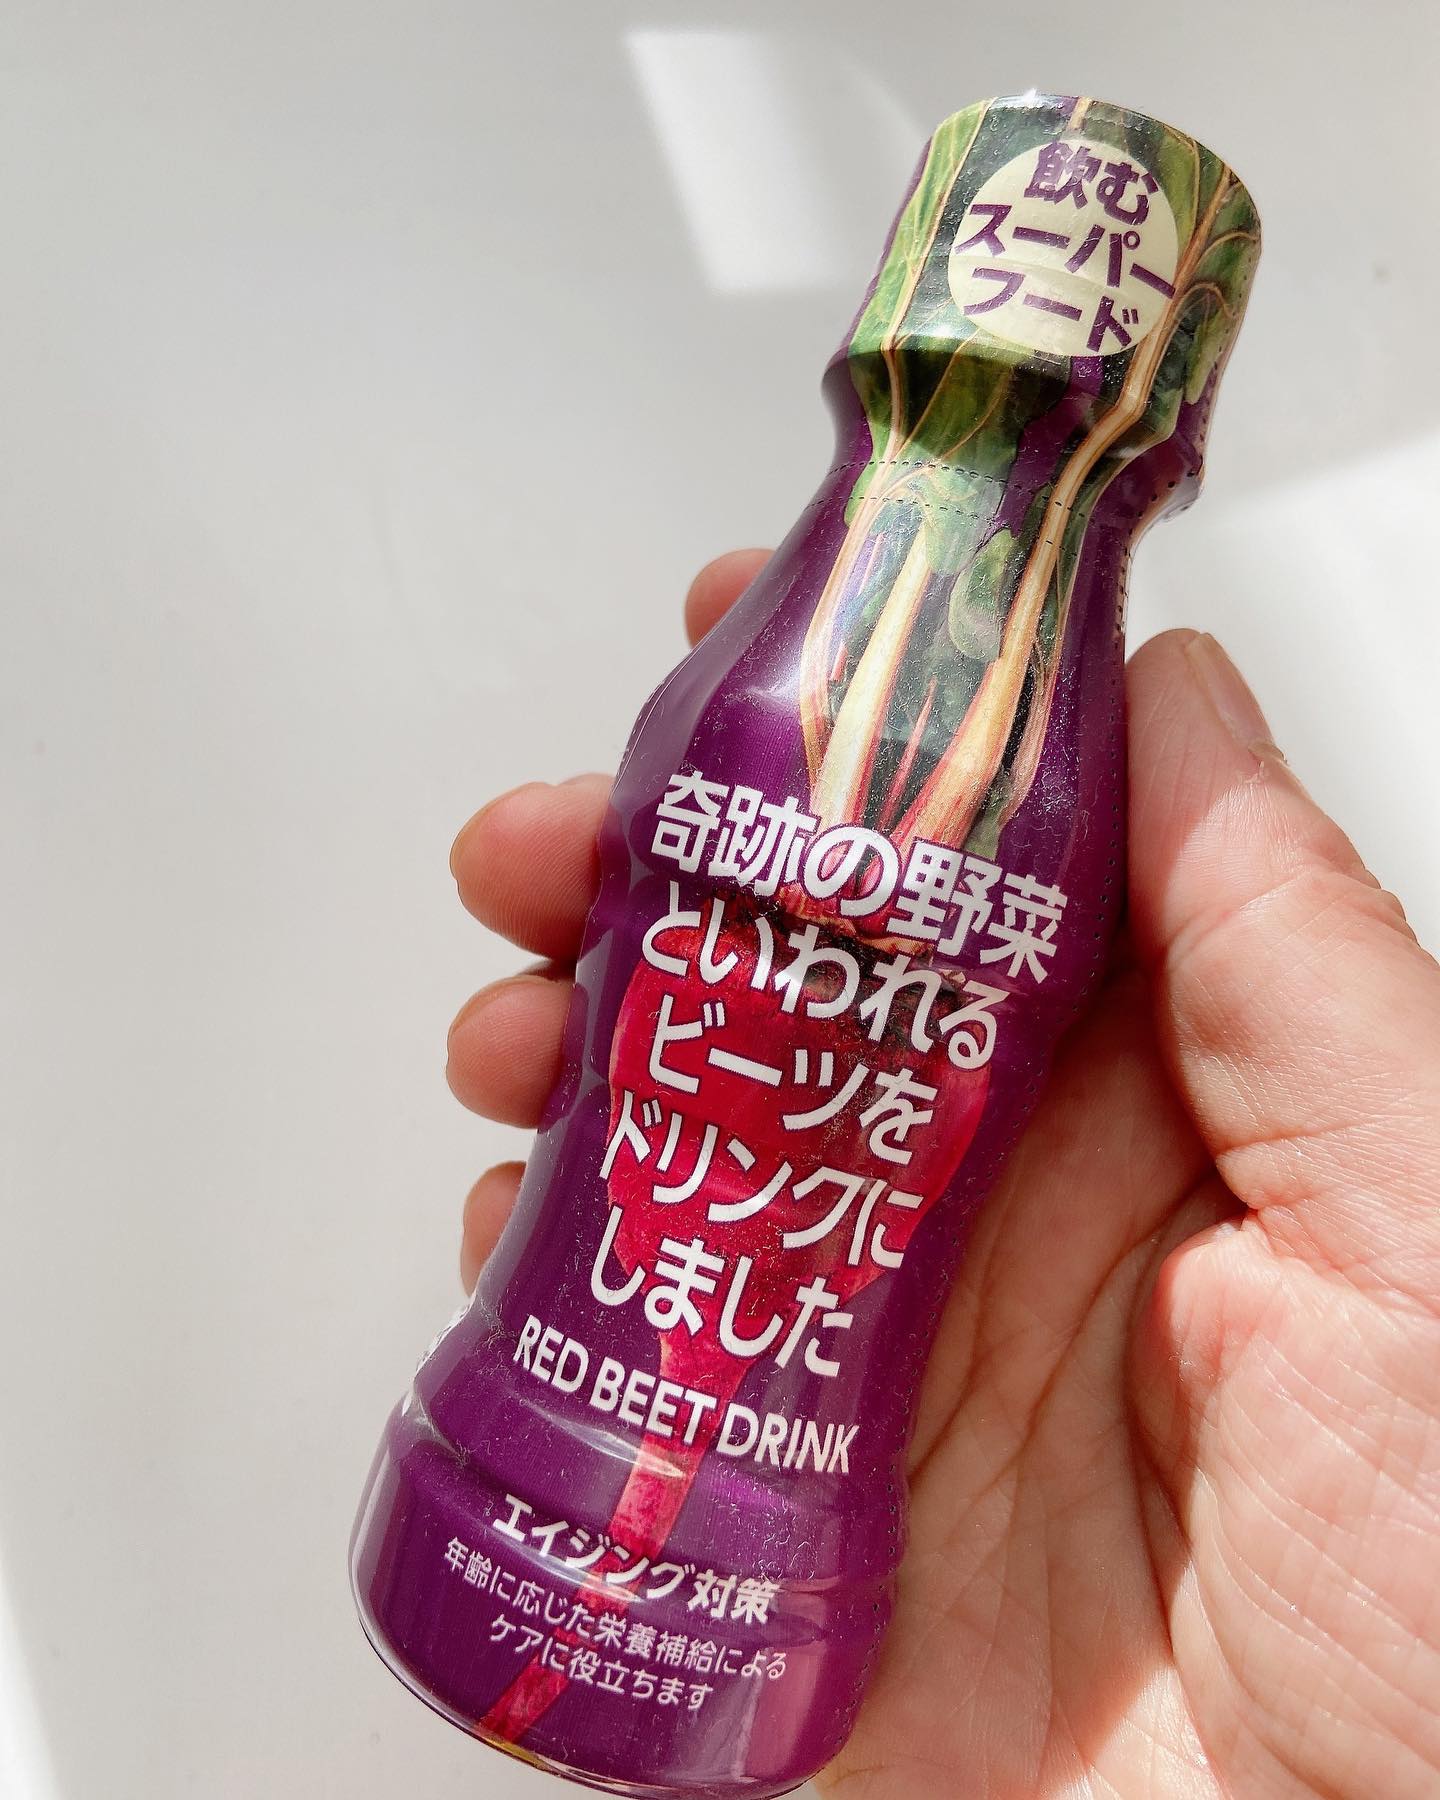 飲む
スーパー
フード
奇跡の野菜
といわれる
ビーツを
ドリンクに
しました
RED BEET DRINK
エイジング対策
年齢に応じた栄養補給による
ケアに役立ちます